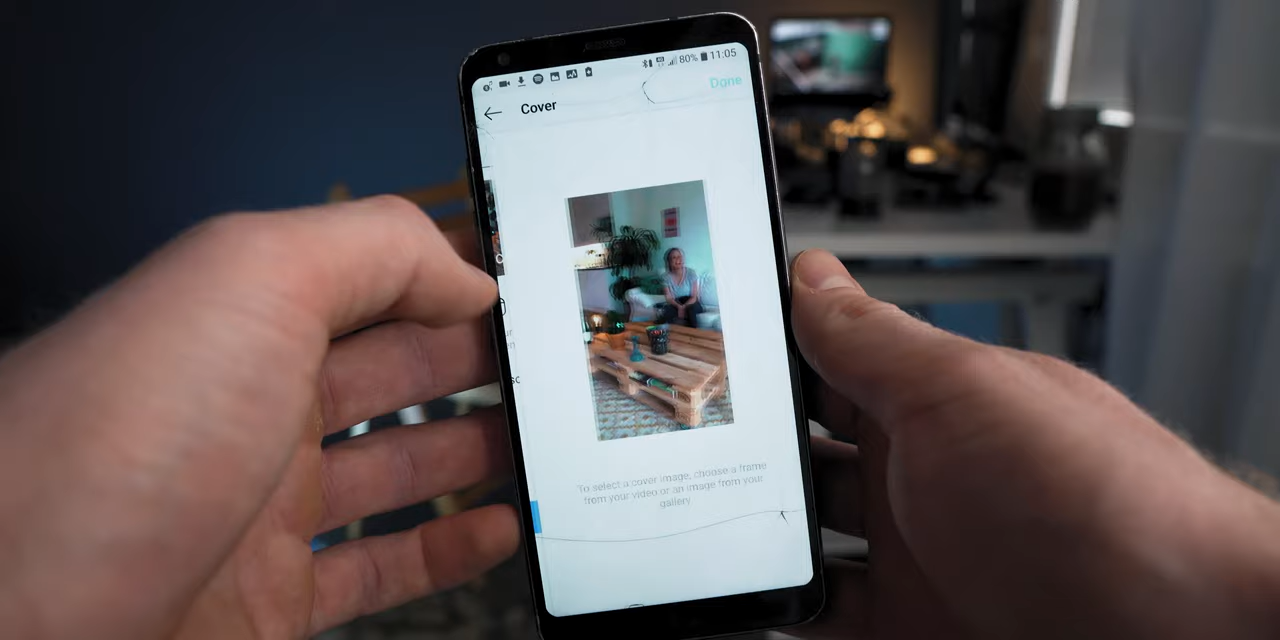 80% 11:05
Cover
Done
To select a cover image, choose a frame
from your video or an image from your
gallery